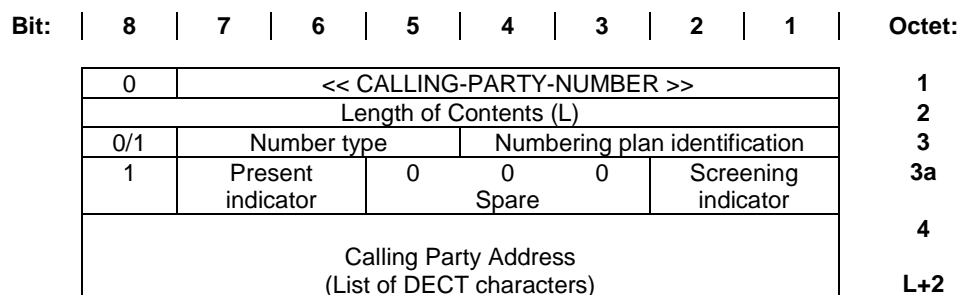 Bit: 8 7 6 5 4 3 2 1 Octet:
0 << CALLING-PARTY-NUMBER >> 1
Length of Contents (L) 2
0/1 Number type Numbering plan identification 3
1 Present 0 0 0 Screening 3a
indicator Spare indicator
4
Calling Party Address
(List of DECT characters) L+2